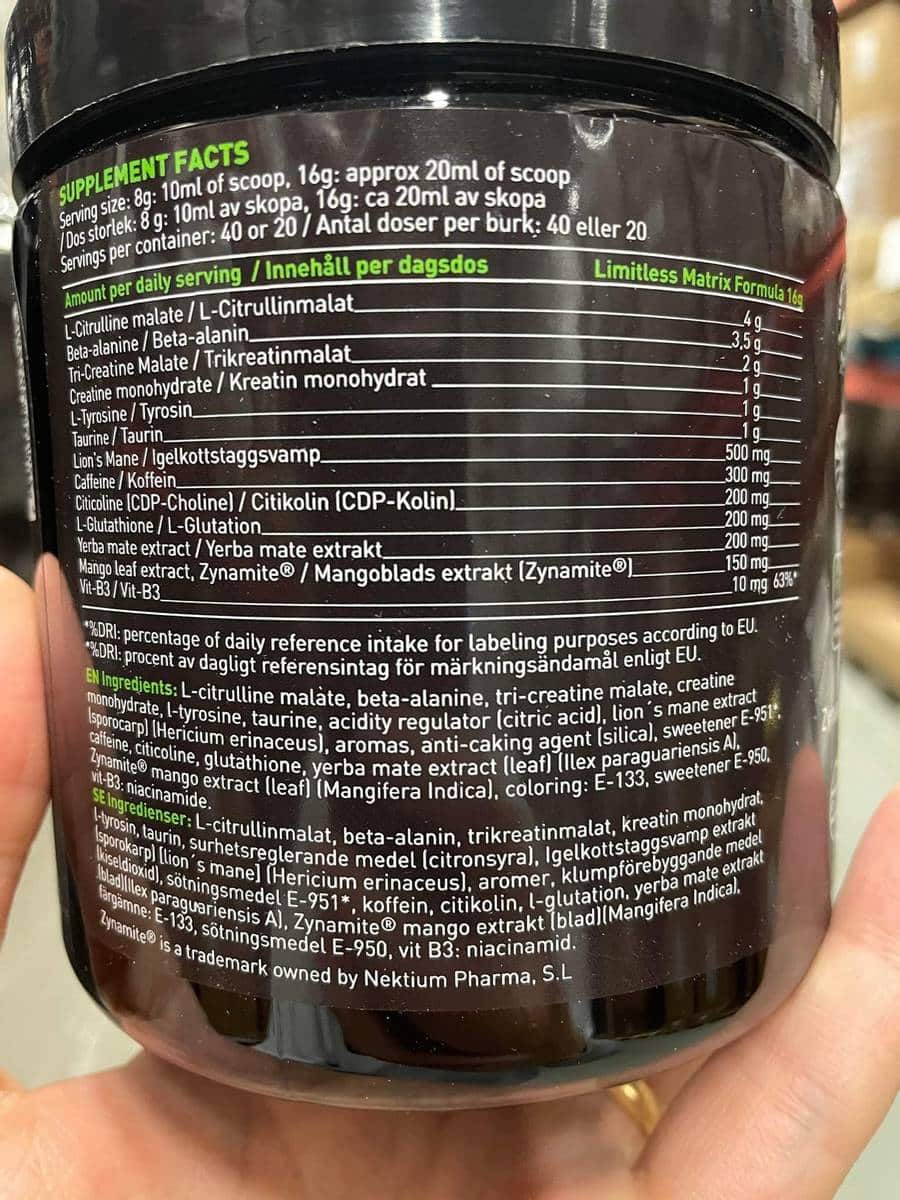 SUPPLEMENT FACTS
Serving size: 8g: 10ml of scoop, 16g: approx 20ml of scoop
/Dos storlek: 8 g: 10ml av skopa, 16g: ca 20ml av skopa
Servings per container: 40 or 20 / Antal doser per burk: 40 eller 20
Amount per daily serving / Innehåll per dagsdos Limitless Matrix Formula 16g
L-Citrulline malate / L-Citrullinmalat 4 g
Beta-alanine / Beta-alanin 3,5 g
Tri-Creatine Malate / Trikreatinmalat 2 g
Creatine monohydrate / Kreatin monohydrat 1 g
L-Tyrosine / Tyrosin 1 g
Taurine / Taurin 1 g
Lion's Mane / Igelkottstaggsvamp 500 mg
Caffeine / Koffein 300 mg
Citicoline (CDP-Choline) / Citikolin (CDP-Kolin) 200 mg
L-Glutathione / L-Glutation 200 mg
Yerba mate extract / Yerba mate extrakt 200 mg
Mango leaf extract, Zynamite® / Mangoblads extrakt (Zynamite®) 150 mg
Vit-B3 / Vit-B3 10 mg 63%*
*%DRI: percentage of daily reference intake for labeling purposes according to EU.
*%DRI: procent av dagligt referensintag för märkningsändamål enligt EU.
EN Ingredients: L-citrulline malate, beta-alanine, tri-creatine malate, creatine
monohydrate, l-tyrosine, taurine, acidity regulator (citric acid), lion´s mane extract
(sporocarp) (Hericium erinaceus), aromas, anti-caking agent (silica), sweetener E-951*,
caffeine, citicoline, glutathione, yerba mate extract (leaf) (Ilex paraguariensis A),
Zynamite® mango extract (leaf) (Mangifera Indica), coloring: E-133, sweetener E-950,
vit-B3: niacinamide.
SE Ingredienser: L-citrullinmalat, beta-alanin, trikreatinmalat, kreatin monohydrat,
l-tyrosin, taurin, surhetsreglerande medel (citronsyra), Igelkottstaggsvamp extrakt
(sporokarp) [lion´s mane] (Hericium erinaceus), aromer, klumpförebyggande medel
(kiseldioxid), sötningsmedel E-951*, koffein, citikolin, l-glutation, yerba mate extrakt
(blad)(Ilex paraguariensis A), Zynamite® mango extrakt (blad)(Mangifera Indica),
färgämne: E-133, sötningsmedel E-950, vit B3: niacinamid.
Zynamite® is a trademark owned by Nektium Pharma, S.L